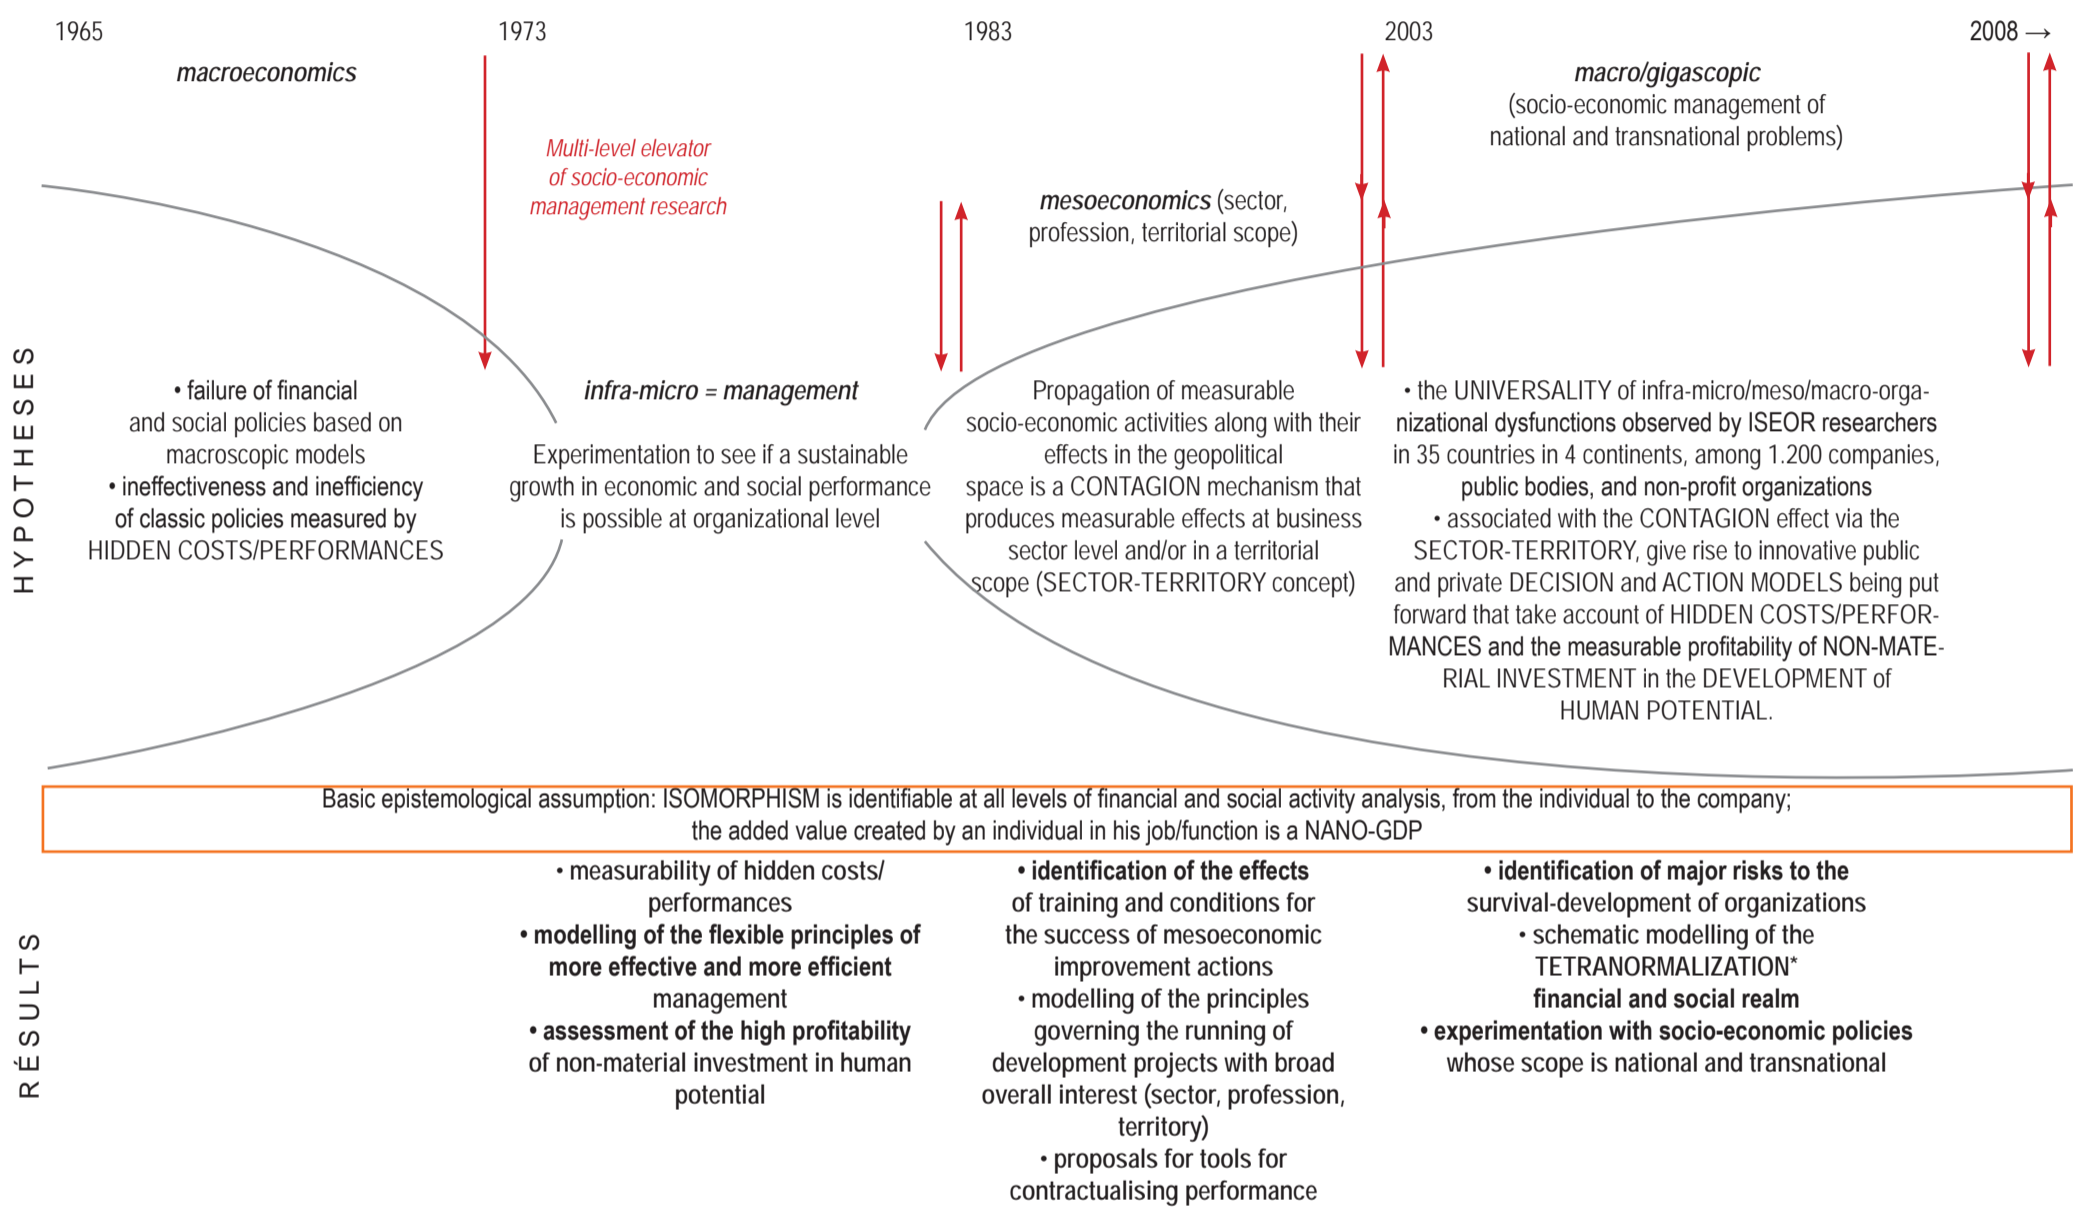 1965
1973
1983
2003
2008 →
macroeconomics
Multi-level elevator
of socio-economic
management research
mesoeconomics (sector,
profession, territorial scope)
macro/gigascopic
(socio-economic management of
national and transnational problems)
HYPOTHESES
• failure of financial
and social policies based on
macroscopic models
• ineffectiveness and inefficiency
of classic policies measured by
HIDDEN COSTS/PERFORMANCES
infra-micro = management
Experimentation to see if a sustainable
growth in economic and social performance
is possible at organizational level
Propagation of measurable
socio-economic activities along with their
effects in the geopolitical
space is a CONTAGION mechanism that
produces measurable effects at business
sector level and/or in a territorial
scope (SECTOR-TERRITORY concept)
• the UNIVERSALITY of infra-micro/meso/macro-orga-
nizational dysfunctions observed by ISEOR researchers
in 35 countries in 4 continents, among 1.200 companies,
public bodies, and non-profit organizations
• associated with the CONTAGION effect via the
SECTOR-TERRITORY, give rise to innovative public
and private DECISION and ACTION MODELS being put
forward that take account of HIDDEN COSTS/PERFOR-
MANCES and the measurable profitability of NON-MATE-
RIAL INVESTMENT in the DEVELOPMENT of
HUMAN POTENTIAL.
Basic epistemological assumption: ISOMORPHISM is identifiable at all levels of financial and social activity analysis, from the individual to the company;
the added value created by an individual in his job/function is a NANO-GDP
RÉSULTS
• measurability of hidden costs/
performances
• modelling of the flexible principles of
more effective and more efficient
management
• assessment of the high profitability
of non-material investment in human
potential
• identification of the effects
of training and conditions for
the success of mesoeconomic
improvement actions
• modelling of the principles
governing the running of
development projects with broad
overall interest (sector, profession,
territory)
• proposals for tools for
contractualising performance
• identification of major risks to the
survival-development of organizations
• schematic modelling of the
TETRANORMALIZATION*
financial and social realm
• experimentation with socio-economic policies
whose scope is national and transnational